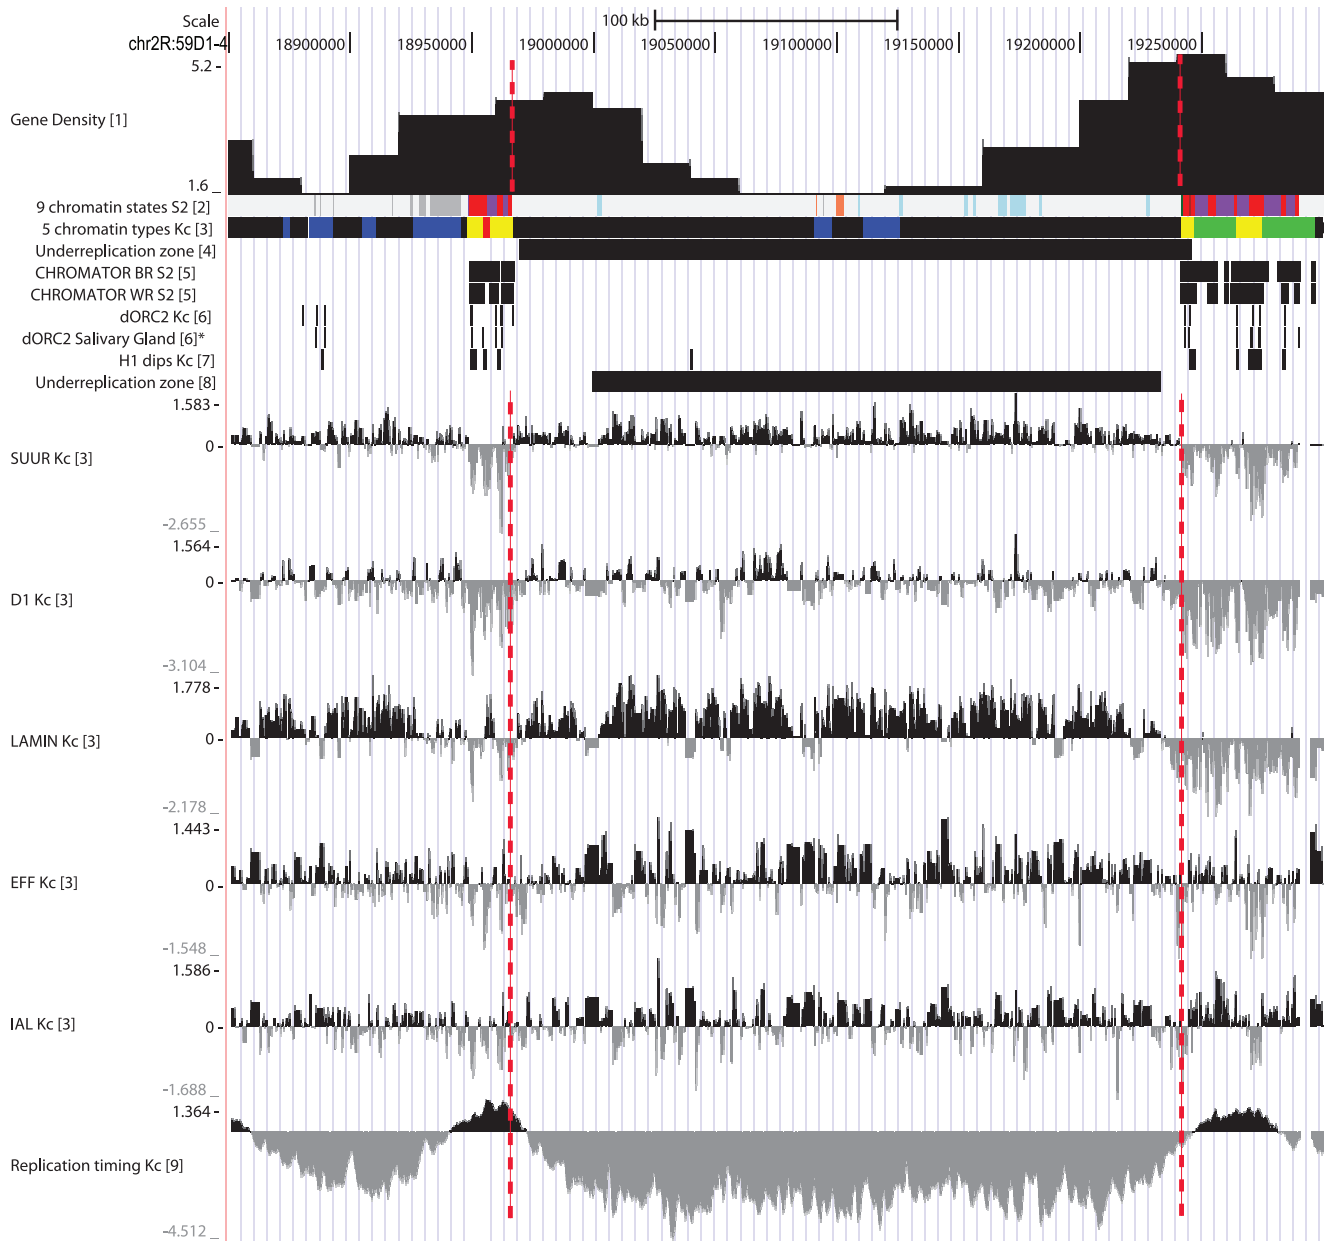 Scale
100 kb
chr2R:59D1-4
18900000
18950000
19000000
19050000
19100000
19150000
19200000
19250000
5.2 -
Gene Density [1]
1.6 _
9 chromatin states S2 [2]
5 chromatin types Kc [3]
Underreplication zone [4]
CHROMATOR BR S2 [5]
CHROMATOR WR S2 [5]
dORC2 Kc [6]
dORC2 Salivary Gland [6]*
H1 dips Kc [7]
Underreplication zone [8]
1.583 -
0 -
SUUR Kc [3]
-2.655 _
1.564 -
0 -
D1 Kc [3]
-3.104 _
1.778 -
0 -
LAMIN Kc [3]
-2.178 _
1.443 -
0 -
EFF Kc [3]
-1.548 _
1.586 -
0 -
IAL Kc [3]
-1.688 _
1.364 -
Replication timing Kc [9]
-4.512 _